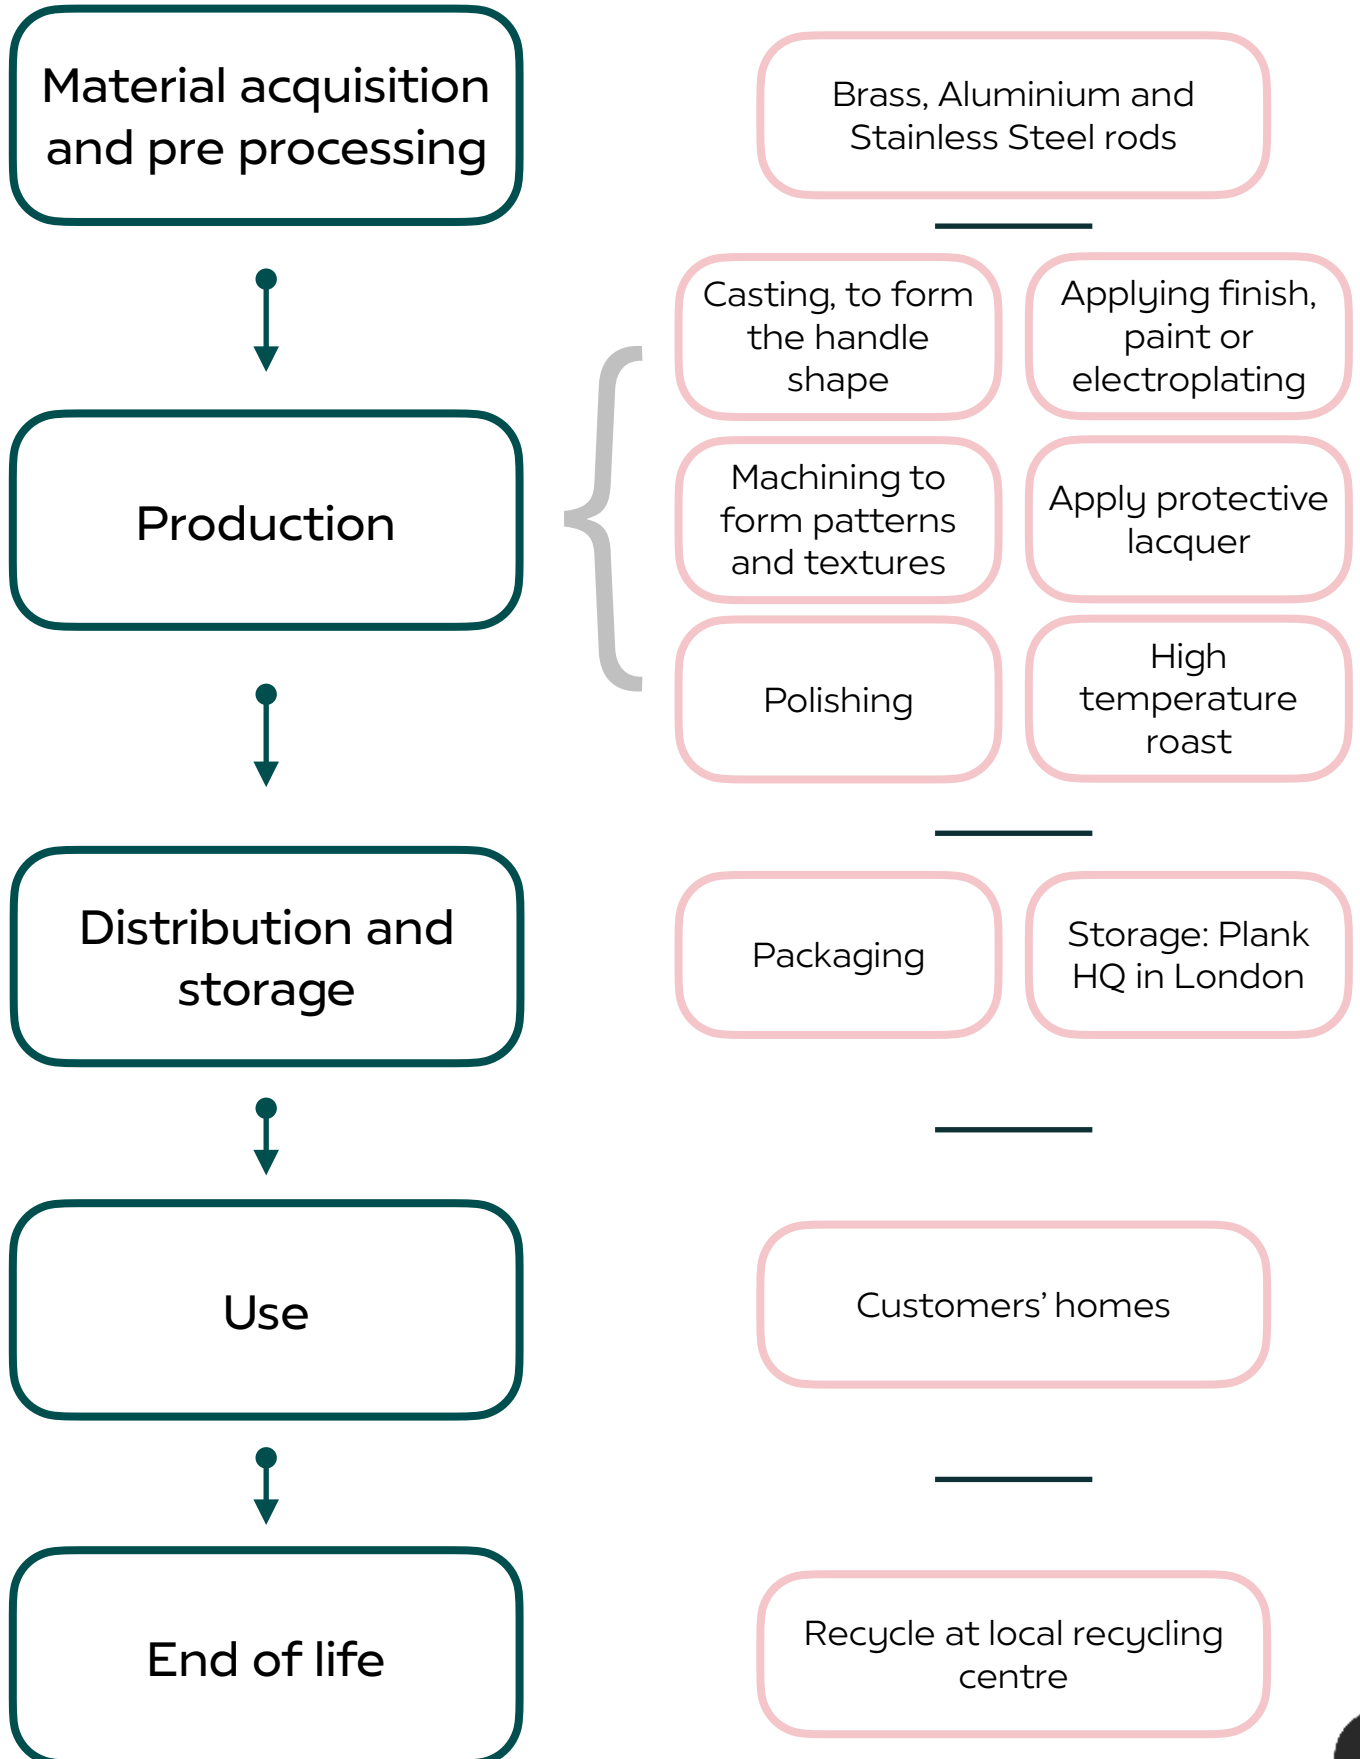 Material acquisition
and pre processing
Brass, Aluminium and
Stainless Steel rods
Production
Casting, to form
the handle
shape
Applying finish,
paint or
electroplating
Machining to
form patterns
and textures
Apply protective
lacquer
Polishing
High
temperature
roast
Distribution and
storage
Packaging
Storage: Plank
HQ in London
Use
Customers’ homes
End of life
Recycle at local recycling
centre